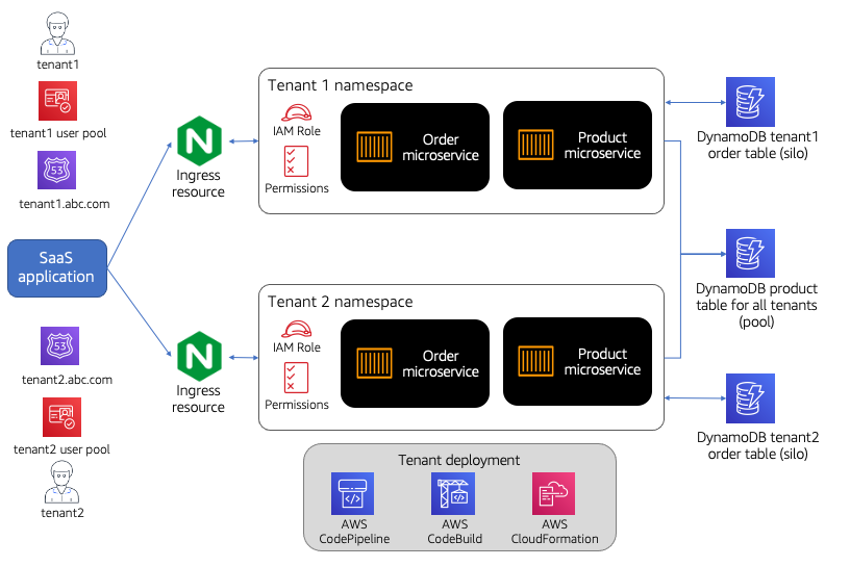 tenant1
tenant1 user pool
53
tenant1.abc.com
SaaS
application
53
tenant2.abc.com
tenant2 user pool
tenant2
N
Ingress
resource
N
Ingress
resource
Tenant 1 namespace
IAM Role
Permissions
Order
microservice
Product
microservice
Tenant 2 namespace
IAM Role
Permissions
Order
microservice
Product
microservice
DynamoDB tenant1
order table (silo)
DynamoDB product
table for all tenants
(pool)
DynamoDB tenant2
order table (silo)
Tenant deployment
AWS
CodePipeline
AWS
CodeBuild
AWS
CloudFormation